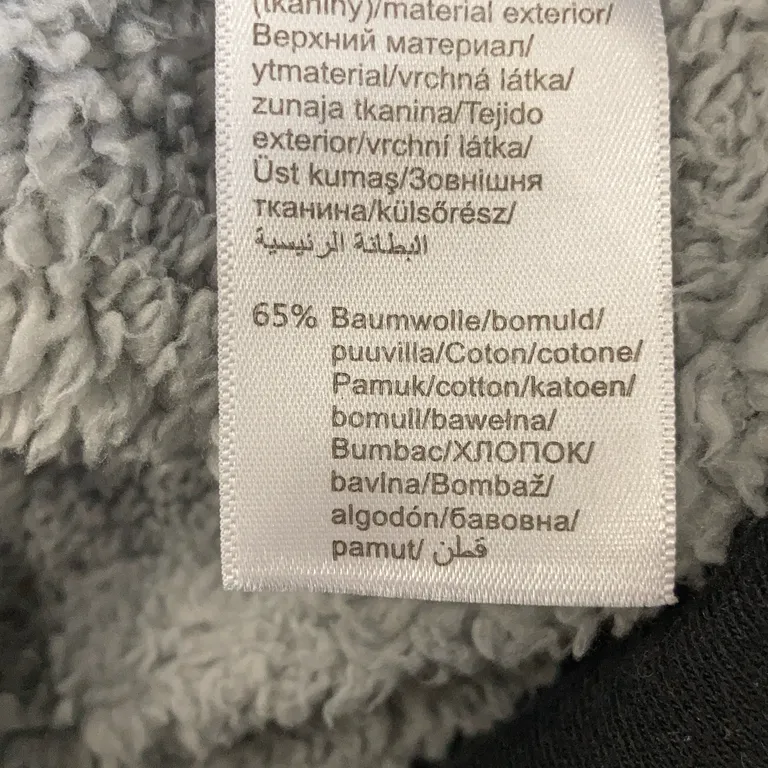 (tkaniny)/material exterior/
Верхний материал/
ytmaterial/vrchná látka/
zunaja tkanina/Tejido
exterior/vrchní látka/
Üst kumaş/Зовнішня
тканина/külsőrész/
البطانة الرئيسية
65% Baumwolle/bomuld/
puuvilla/Coton/cotone/
Pamuk/cotton/katoen/
bomull/bawełna/
Bumbac/ХЛОПОК/
bavlna/Bombaž/
algodón/бавовна/
pamut/ قطن